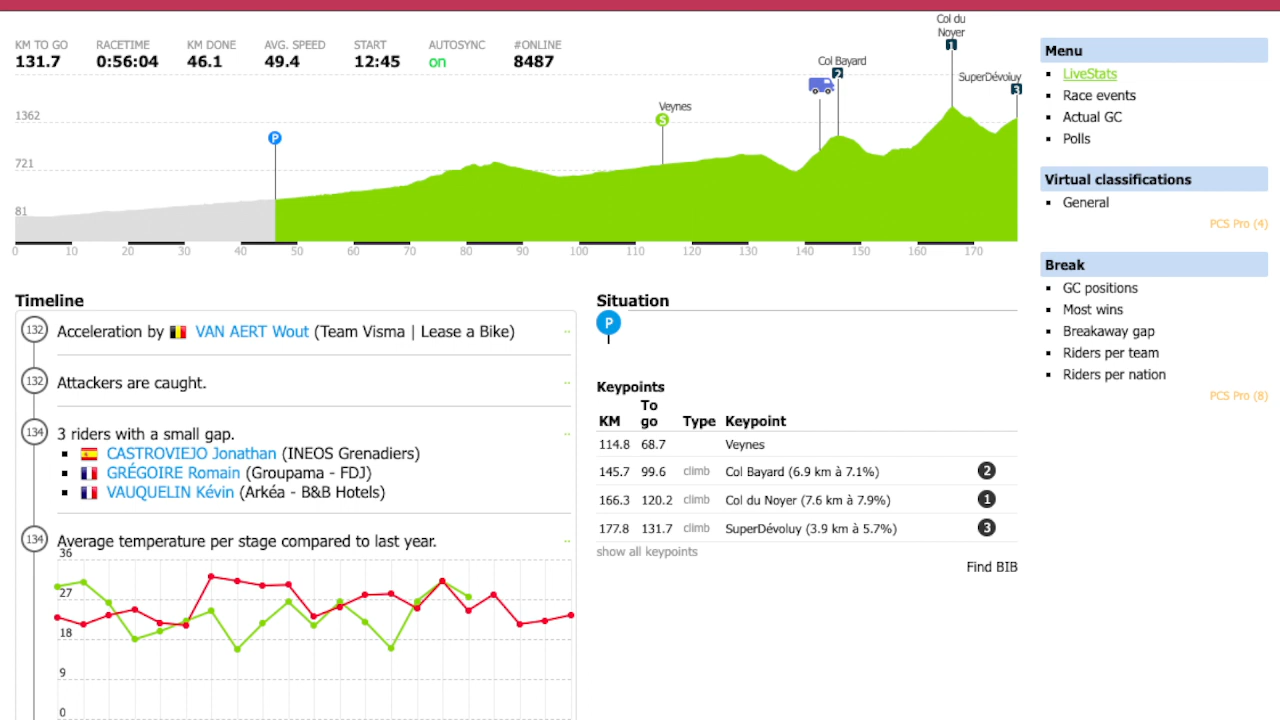 KM TO GO RACETIME KM DONE AVG. SPEED START AUTOSYNC #ONLINE
131.7 0:56:04 46.1 49.4 12:45 on 8487
Col du
Noyer
1
Col Bayard
2
SuperDévoluy
3
Veynes
S
P
1362
721
81
0 10 20 30 40 50 60 70 80 90 100 110 120 130 140 150 160 170
Menu
LiveStats
Race events
Actual GC
Polls
Virtual classifications
General
PCS Pro (4)
Break
GC positions
Most wins
Breakaway gap
Riders per team
Riders per nation
PCS Pro (8)
Timeline
132 Acceleration by VAN AERT Wout (Team Visma | Lease a Bike)
132 Attackers are caught.
134 3 riders with a small gap.
CASTROVIEJO Jonathan (INEOS Grenadiers)
GRÉGOIRE Romain (Groupama - FDJ)
VAUQUELIN Kévin (Arkéa - B&B Hotels)
134 Average temperature per stage compared to last year.
36
27
18
9
0
Situation
P
Keypoints
KM To go Type Keypoint
114.8 68.7 Veynes
145.7 99.6 climb Col Bayard (6.9 km à 7.1%) 2
166.3 120.2 climb Col du Noyer (7.6 km à 7.9%) 1
177.8 131.7 climb SuperDévoluy (3.9 km à 5.7%) 3
show all keypoints
Find BIB